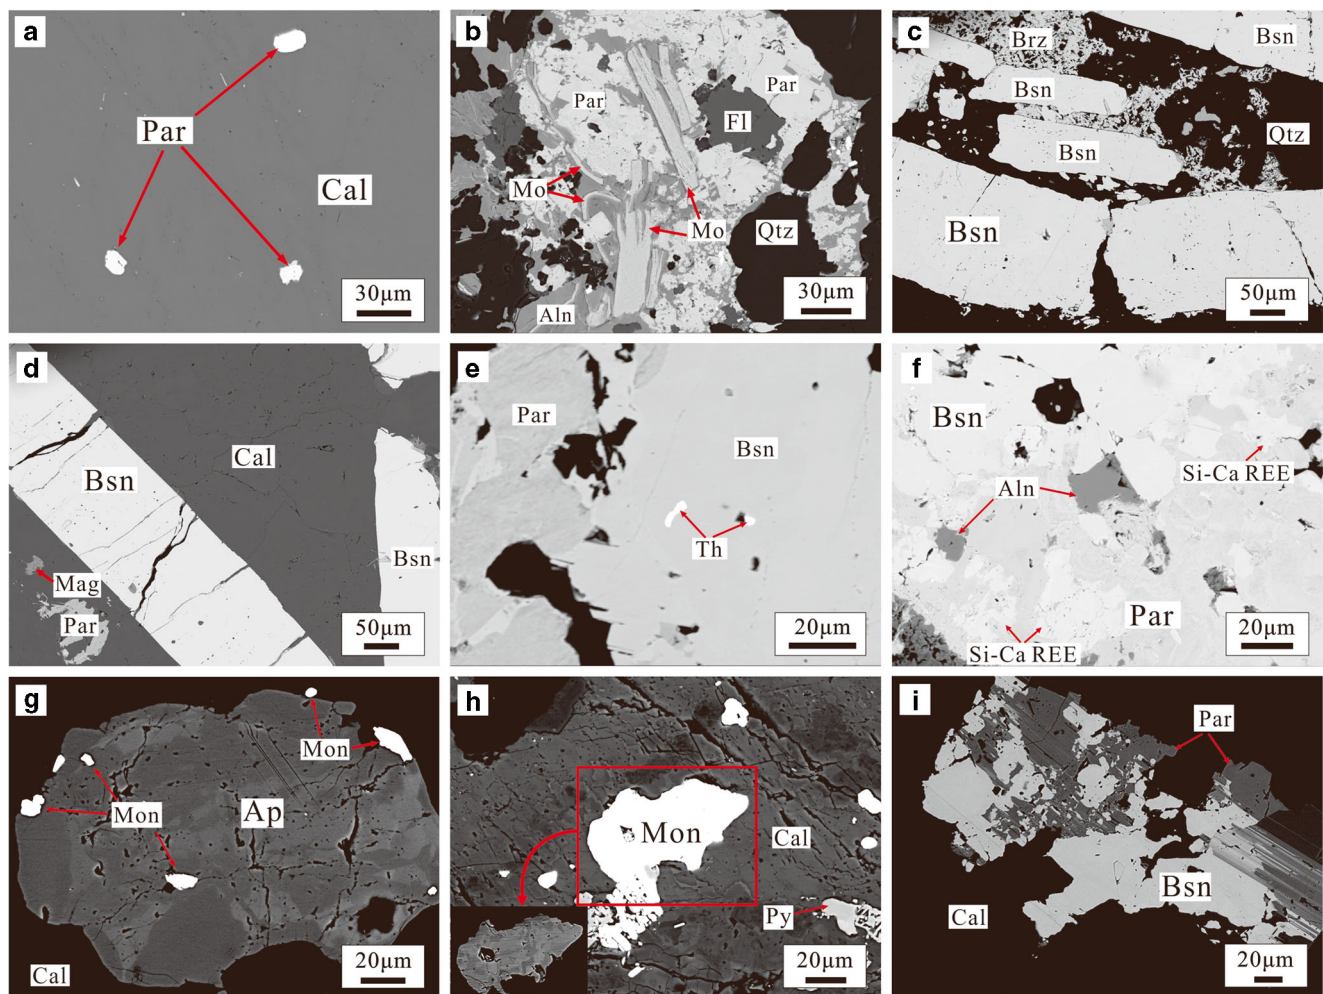 a
Par
Cal
30μm
b
Par
Par
Fl
Mo
Mo
Qtz
Aln
30μm
c
Brz
Bsn
Bsn
Qtz
Bsn
Bsn
50μm
d
Cal
Bsn
Bsn
Mag
Par
50μm
e
Par
Bsn
Th
20μm
f
Bsn
Si-Ca REE
Aln
Par
Si-Ca REE
20μm
g
Mon
Mon
Ap
Cal
20μm
h
Mon
Cal
Py
20μm
i
Par
Bsn
Cal
20μm